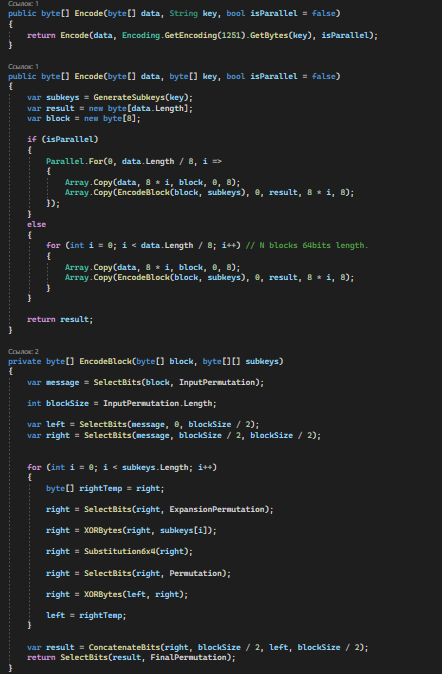 Ссылок: 1
public byte[] Encode(byte[] data, String key, bool isParallel = false)
{
return Encode(data, Encoding.GetEncoding(1251).GetBytes(key), isParallel);
}
Ссылок: 1
public byte[] Encode(byte[] data, byte[] key, bool isParallel = false)
{
var subkeys = GenerateSubkeys(key);
var result = new byte[data.Length];
var block = new byte[8];
if (isParallel)
{
Parallel.For(0, data.Length / 8, i =>
{
Array.Copy(data, 8 * i, block, 0, 8);
Array.Copy(EncodeBlock(block, subkeys), 0, result, 8 * i, 8);
});
}
else
{
for (int i = 0; i < data.Length / 8; i++) // N blocks 64bits length.
{
Array.Copy(data, 8 * i, block, 0, 8);
Array.Copy(EncodeBlock(block, subkeys), 0, result, 8 * i, 8);
}
}
return result;
}
Ссылок: 2
private byte[] EncodeBlock(byte[] block, byte[][] subkeys)
{
var message = SelectBits(block, InputPermutation);
int blockSize = InputPermutation.Length;
var left = SelectBits(message, 0, blockSize / 2);
var right = SelectBits(message, blockSize / 2, blockSize / 2);
for (int i = 0; i < subkeys.Length; i++)
{
byte[] rightTemp = right;
right = SelectBits(right, ExpansionPermutation);
right = XORBytes(right, subkeys[i]);
right = Substitution6x4(right);
right = SelectBits(right, Permutation);
right = XORBytes(left, right);
left = rightTemp;
}
var result = ConcatenateBits(right, blockSize / 2, left, blockSize / 2);
return SelectBits(result, FinalPermutation);
}